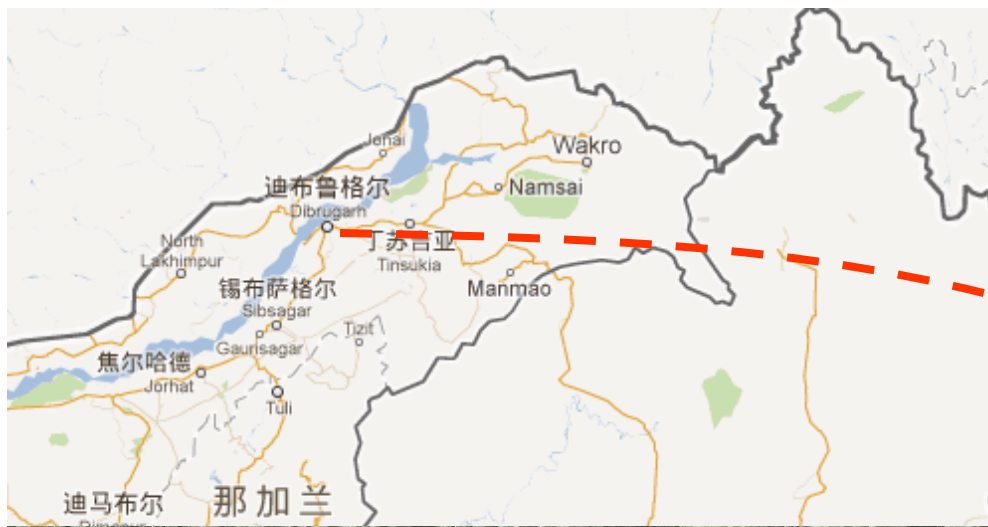 Jonai
Wakro
迪布鲁格尔
Dibrugarh
Namsai
丁苏吉亚
Tinsukia
North
Lakhimpur
锡布萨格尔
Sibsagar
Manmao
Gaurisagar
Tizit
焦尔哈德
Jorhat
Tuli
迪马布尔
Dimapur
那加兰